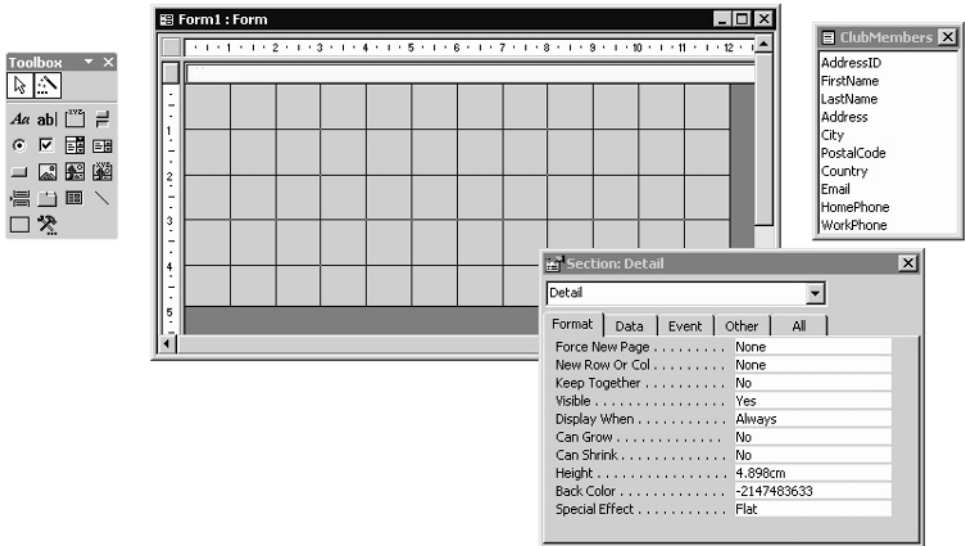 Form1 : Form
1 2 3 4 5 6 7 8 9 10 11 12
1
2
3
4
5
Toolbox
Aa ab| XYZ
ClubMembers
AddressID
FirstName
LastName
Address
City
PostalCode
Country
Email
HomePhone
WorkPhone
Section: Detail
Detail
Format Data Event Other All
Force New Page . . . . . . . . . None
New Row Or Col . . . . . . . . None
Keep Together . . . . . . . . . No
Visible . . . . . . . . . . . . . . . . Yes
Display When . . . . . . . . . . . Always
Can Grow . . . . . . . . . . . . . No
Can Shrink . . . . . . . . . . . . . No
Height . . . . . . . . . . . . . . . . 4.898cm
Back Color . . . . . . . . . . . . . -2147483633
Special Effect . . . . . . . . . . . Flat